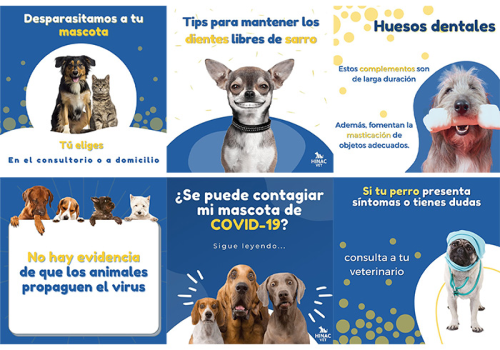 Desparasitamos a tu
mascota
Tú eliges
En el consultorio o a domicilio
Tips para mantener los
dientes libres de sarro
HINAC
VET
Huesos dentales
Estos complementos son
de larga duración
Además, fomentan la
masticación de
objetos adecuados.
No hay evidencia
de que los animales
propaguen el virus
¿Se puede contagiar
mi mascota de
COVID-19?
Sigue leyendo...
HINAC
VET
Si tu perro presenta
síntomas o tienes dudas
consulta a tu
veterinario